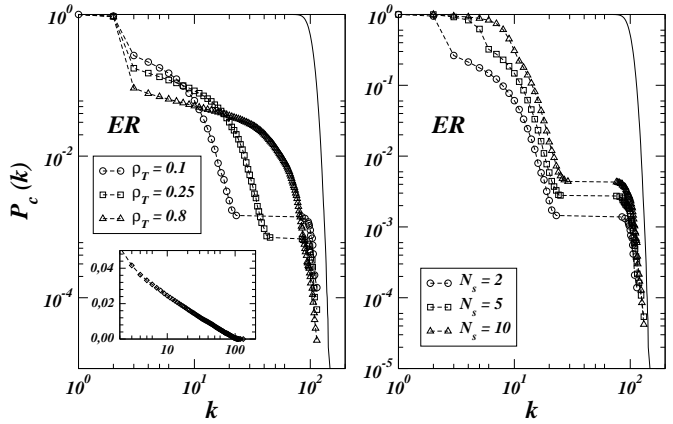 P_c (k)
10^0
10^-2
10^-4
ER
ρ_T = 0.1
ρ_T = 0.25
ρ_T = 0.8
0,04
0,02
0,00
10 100
10^0 10^1 10^2
k
10^0
10^-1
10^-2
10^-3
10^-4
10^-5
ER
N_s = 2
N_s = 5
N_s = 10
10^0 10^1 10^2
k